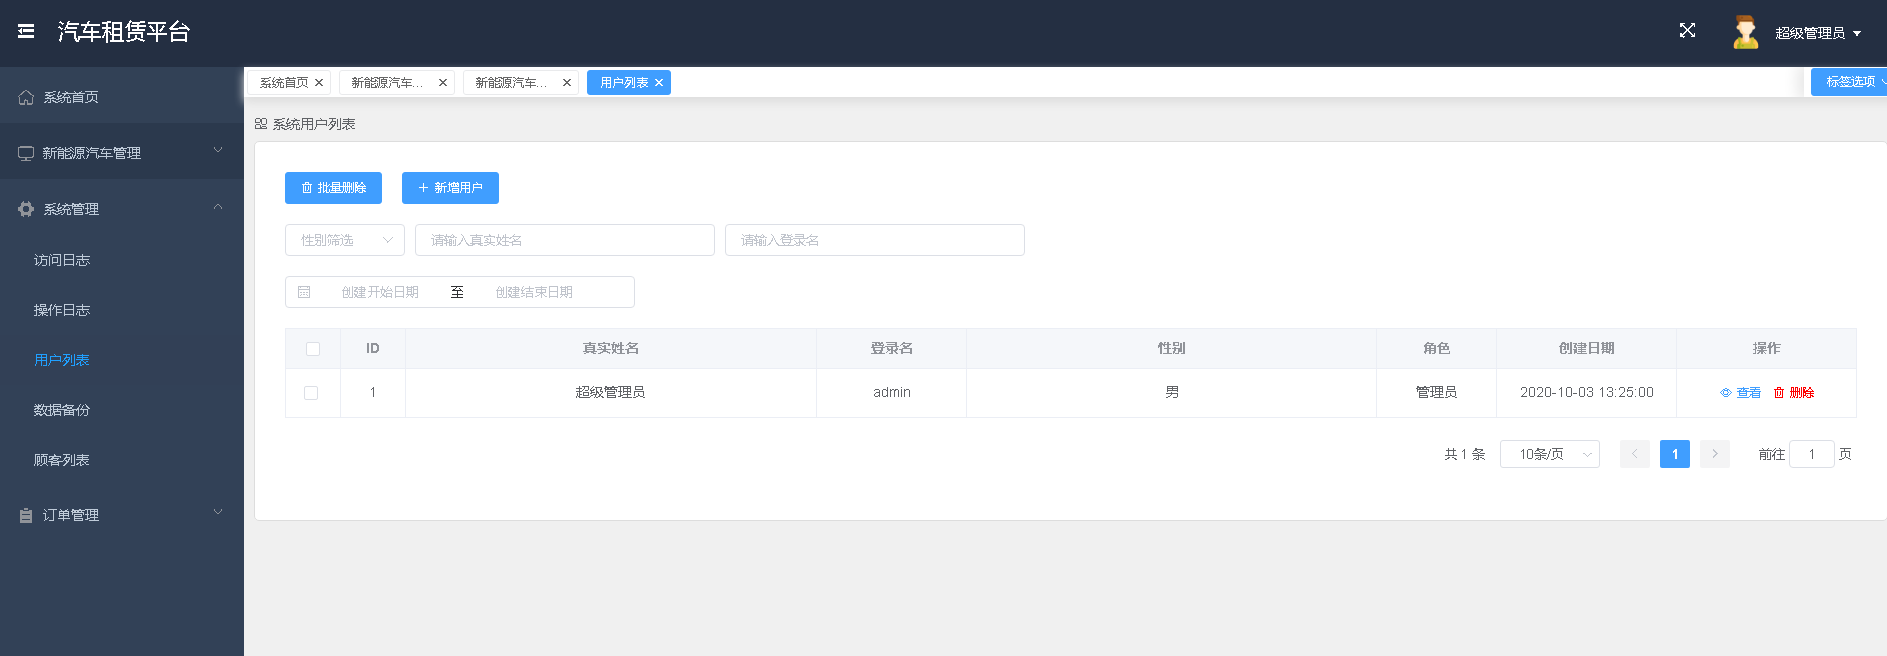 汽车租赁平台
超级管理员
系统首页
新能源汽车管理
系统管理
访问日志
操作日志
用户列表
数据备份
顾客列表
订单管理
系统首页 新能源汽车... 新能源汽车... 用户列表 标签选项
系统用户列表
批量删除 新增用户
性别筛选 请输入真实姓名 请输入登录名
创建开始日期 至 创建结束日期
ID 真实姓名 登录名 性别 角色 创建日期 操作
1 超级管理员 admin 男 管理员 2020-10-03 13:25:00 查看 删除
共 1 条 10条/页 1 前往 1 页